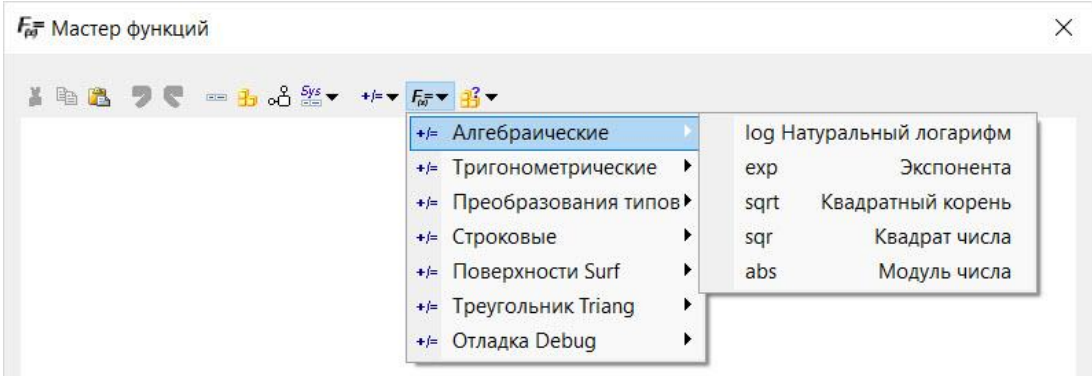 F(x)= Мастер функций
Sys +/= F(x)= ?
+/= Алгебраические
+/= Тригонометрические
+/= Преобразования типов
+/= Строковые
+/= Поверхности Surf
+/= Треугольник Triang
+/= Отладка Debug
log Натуральный логарифм
exp Экспонента
sqrt Квадратный корень
sqr Квадрат числа
abs Модуль числа